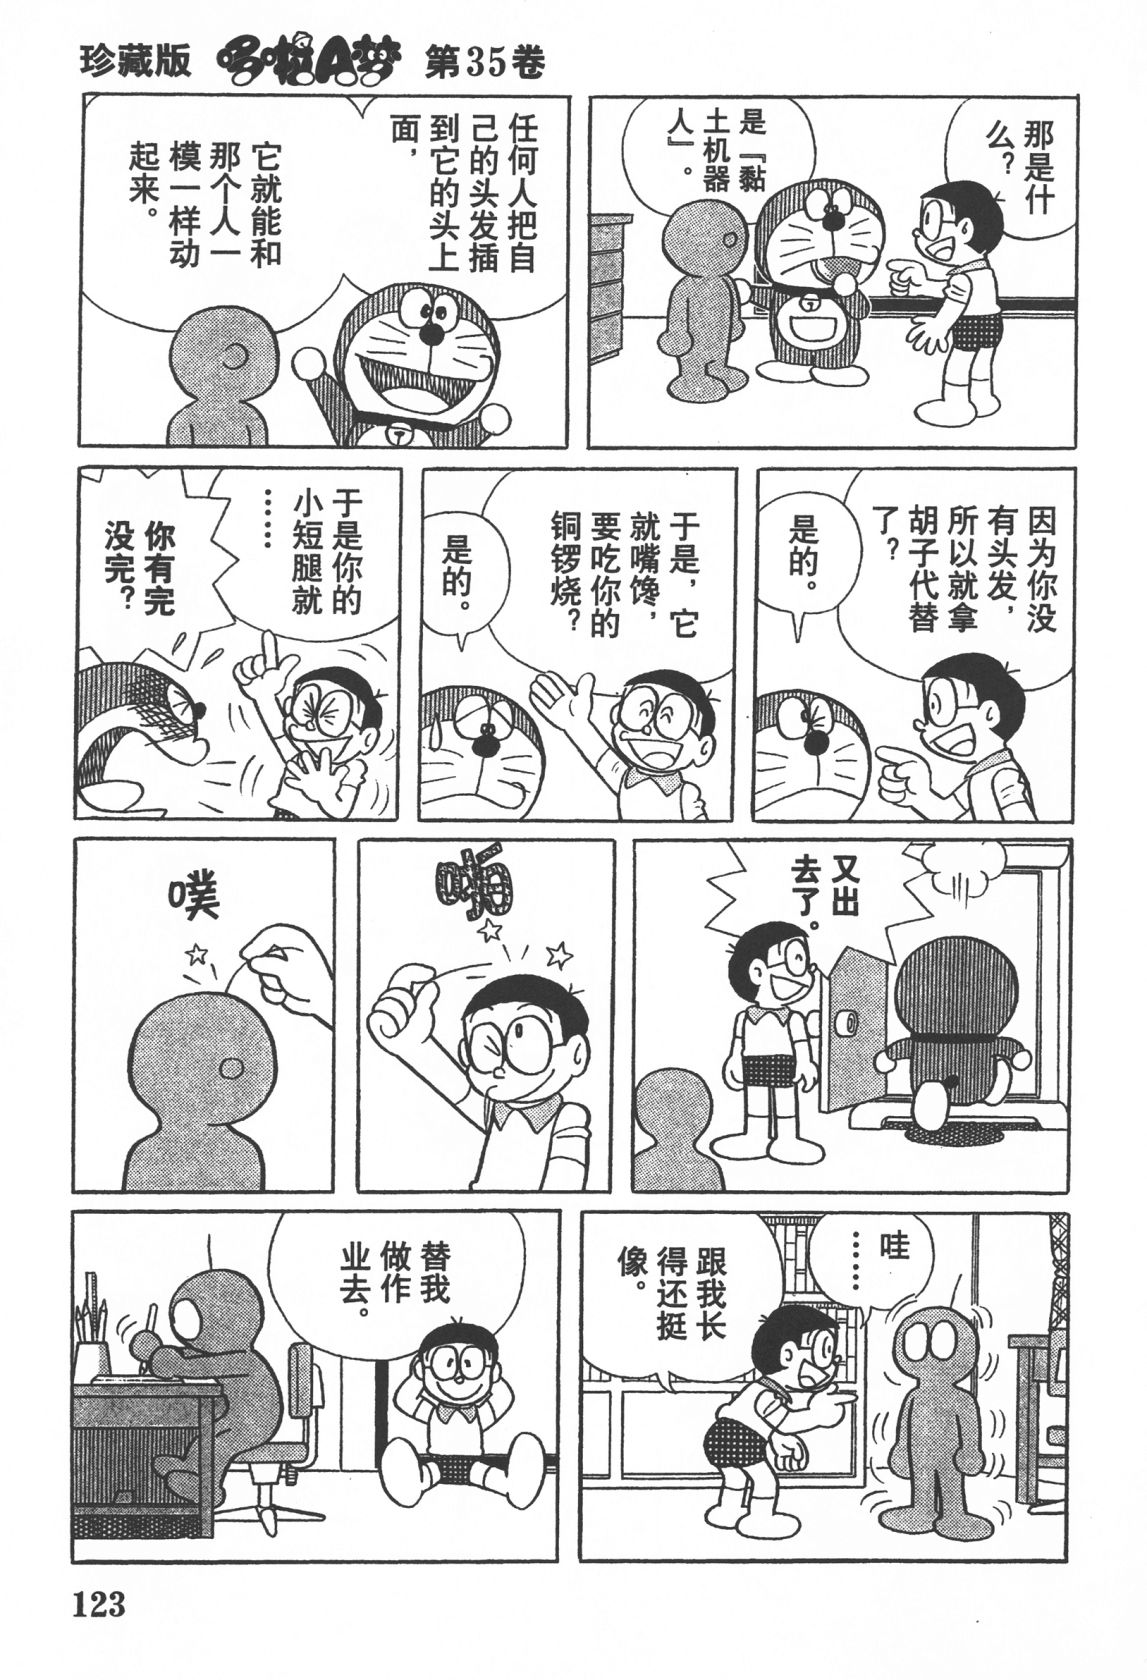 珍藏版 哆啦A梦 第35卷
那是什
么？
是『黏
土机器
人』。
任何人把自
己的头发插
到它的头上
面，
它就能和
那个人一
模一样动
起来。
因为你没
有头发，
所以就拿
胡子代替
了？
是的。
于是，它
就嘴馋，
要吃你的
铜锣烧？
是的。
于是你的
小短腿就
……
你有完
没完？
又出
去了。
啪
噗
哇
……
跟我长
得还挺
像。
替我
做作
业去。
123